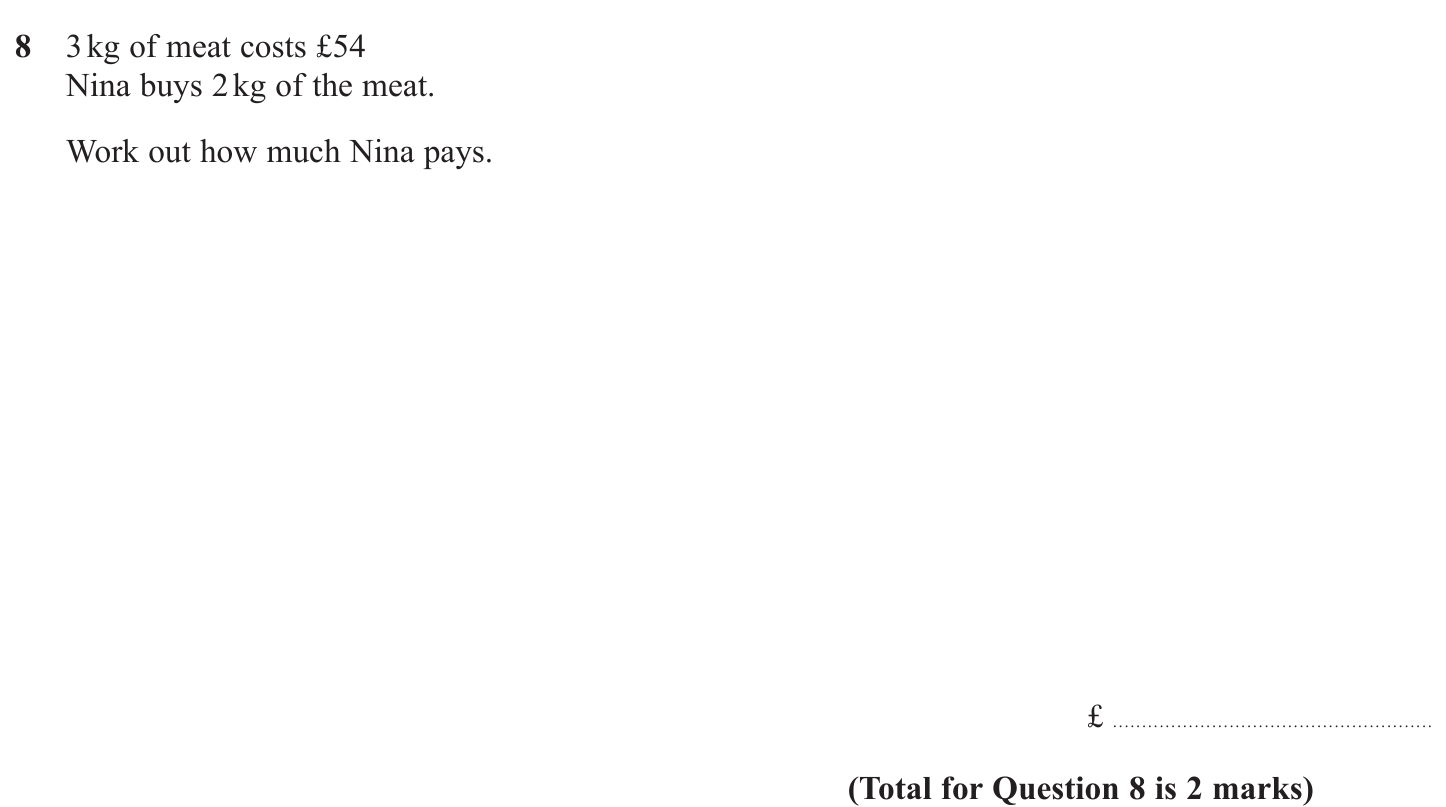 8 3 kg of meat costs £54
Nina buys 2 kg of the meat.
Work out how much Nina pays.
£ ........................................................
(Total for Question 8 is 2 marks)